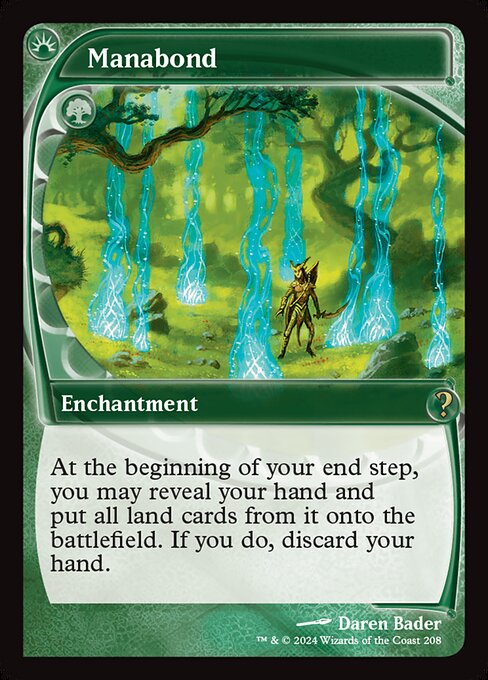 Manabond
Enchantment
?
At the beginning of your end step,
you may reveal your hand and
put all land cards from it onto the
battlefield. If you do, discard your
hand.
Daren Bader
™ & © 2024 Wizards of the Coast 208